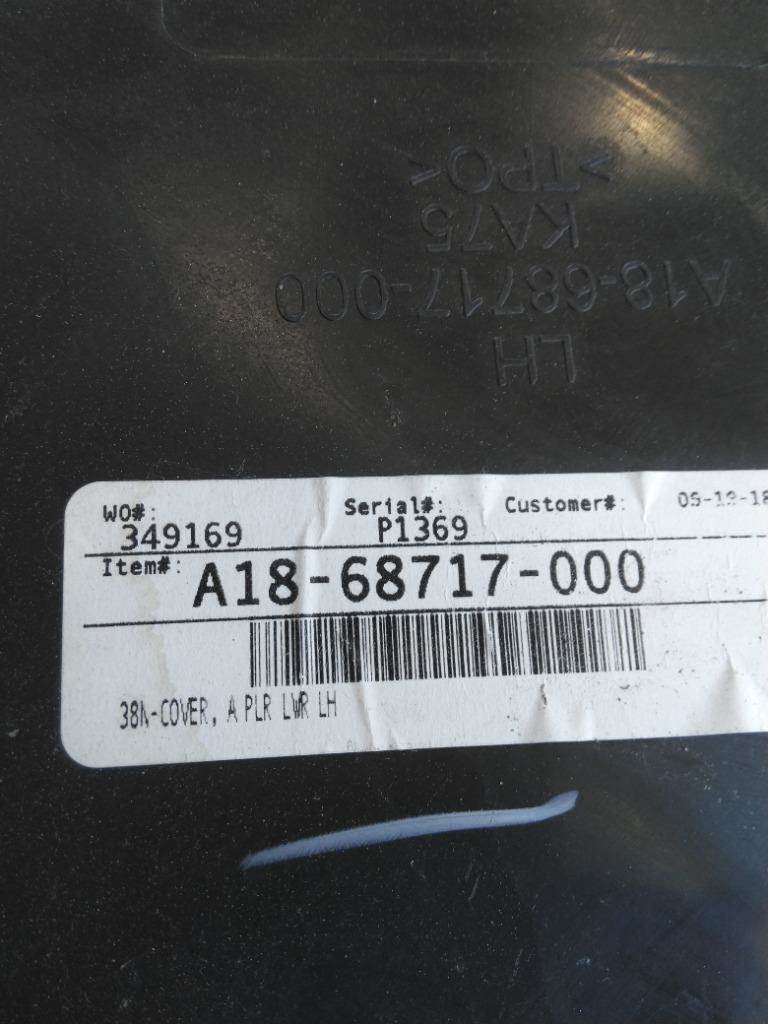 >TPO<
KA75
A18-68717-000
LH
WO#: Serial#: Customer#:
349169 P1369
Item#: A18-68717-000
38N-COVER, A PLR LWR LH